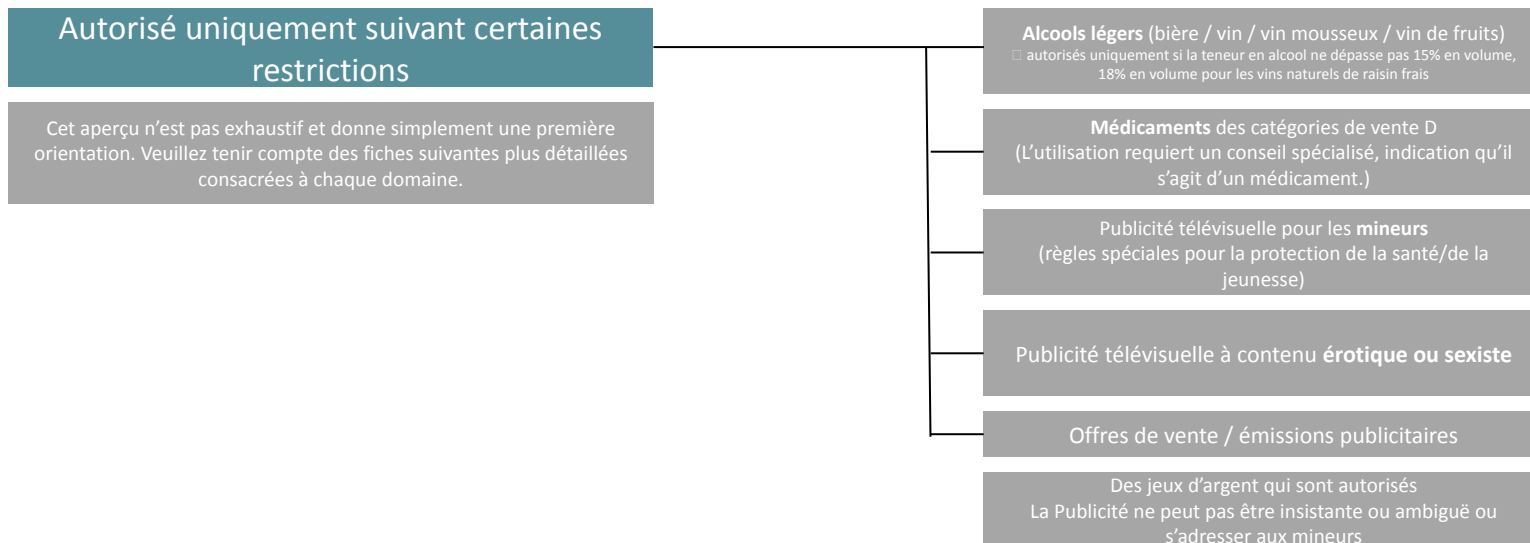 Autorisé uniquement suivant certaines
restrictions
Cet aperçu n’est pas exhaustif et donne simplement une première
orientation. Veuillez tenir compte des fiches suivantes plus détaillées
consacrées à chaque domaine.
Alcools légers (bière / vin / vin mousseux / vin de fruits)
□ autorisés uniquement si la teneur en alcool ne dépasse pas 15% en volume,
18% en volume pour les vins naturels de raisin frais
Médicaments des catégories de vente D
(L’utilisation requiert un conseil spécialisé, indication qu’il
s’agit d’un médicament.)
Publicité télévisuelle pour les mineurs
(règles spéciales pour la protection de la santé/de la
jeunesse)
Publicité télévisuelle à contenu érotique ou sexiste
Offres de vente / émissions publicitaires
Des jeux d’argent qui sont autorisés
La Publicité ne peut pas être insistante ou ambiguë ou
s’adresser aux mineurs